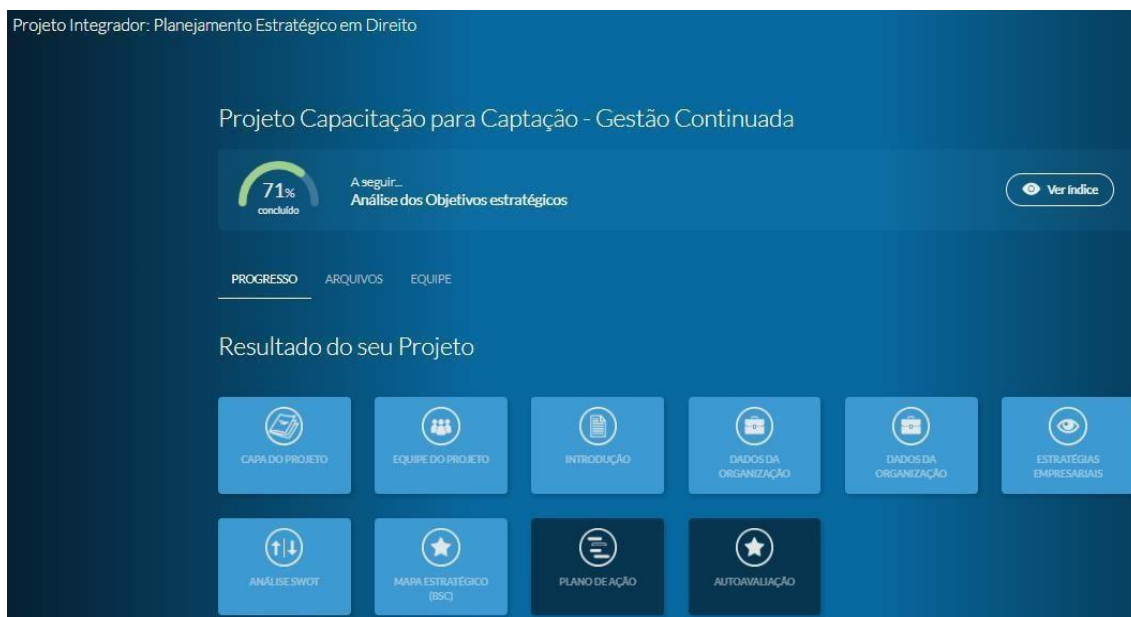 Projeto Integrador: Planejamento Estratégico em Direito
Projeto Capacitação para Captação - Gestão Continuada
71%
concluído
A seguir...
Análise dos Objetivos estratégicos
Ver índice
PROGRESSO ARQUIVOS EQUIPE
Resultado do seu Projeto
CAPA DO PROJETO
EQUIPE DO PROJETO
INTRODUÇÃO
DADOS DA
ORGANIZAÇÃO
DADOS DA
ORGANIZAÇÃO
ESTRATÉGIAS
EMPRESARIAIS
ANÁLISE SWOT
MAPA ESTRATÉGICO
(BSC)
PLANO DE AÇÃO
AUTOAVALIAÇÃO